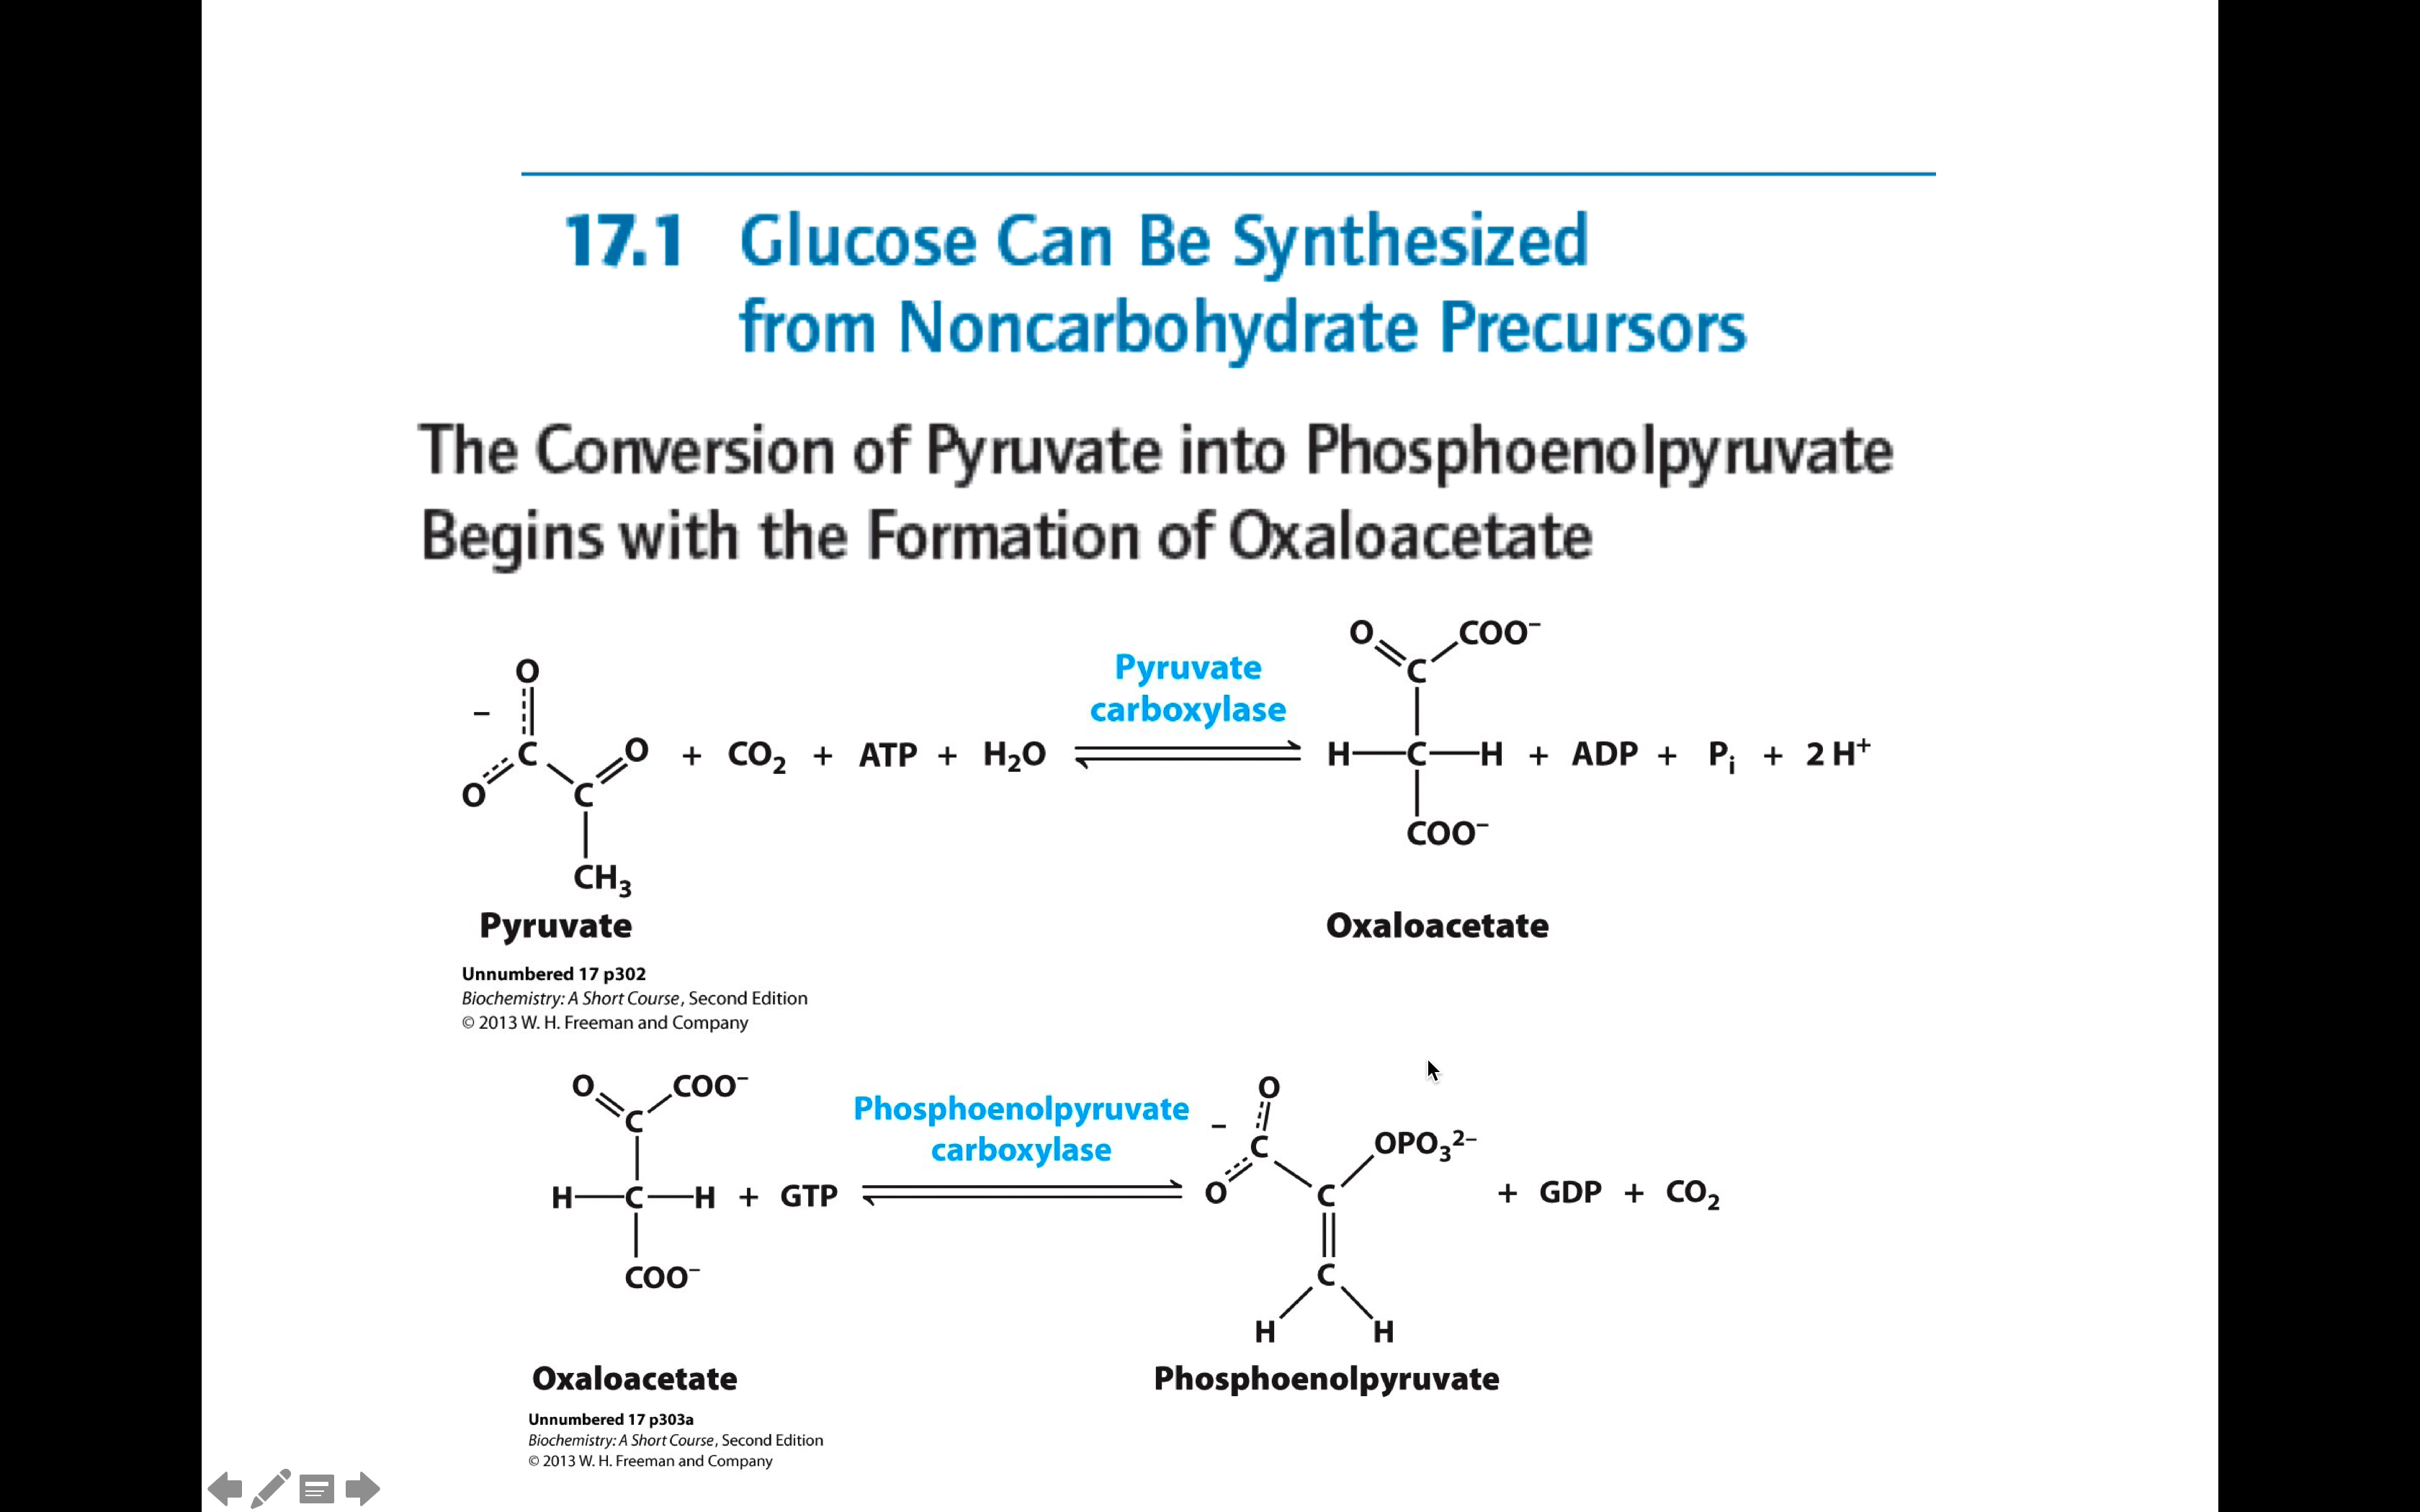 17.1 Glucose Can Be Synthesized
from Noncarbohydrate Precursors
The Conversion of Pyruvate into Phosphoenolpyruvate
Begins with the Formation of Oxaloacetate
O
–
C
O
C
O
CH₃
+ CO₂ + ATP + H₂O
Pyruvate
carboxylase
O
COO⁻
C
H C H + ADP + Pᵢ + 2 H⁺
COO⁻
Pyruvate
Oxaloacetate
Unnumbered 17 p302
Biochemistry: A Short Course, Second Edition
© 2013 W. H. Freeman and Company
O
COO⁻
C
H C H + GTP
COO⁻
Phosphoenolpyruvate
carboxylase
O
–
C
O
OPO₃²⁻
C
C
H H
+ GDP + CO₂
Oxaloacetate
Phosphoenolpyruvate
Unnumbered 17 p303a
Biochemistry: A Short Course, Second Edition
© 2013 W. H. Freeman and Company